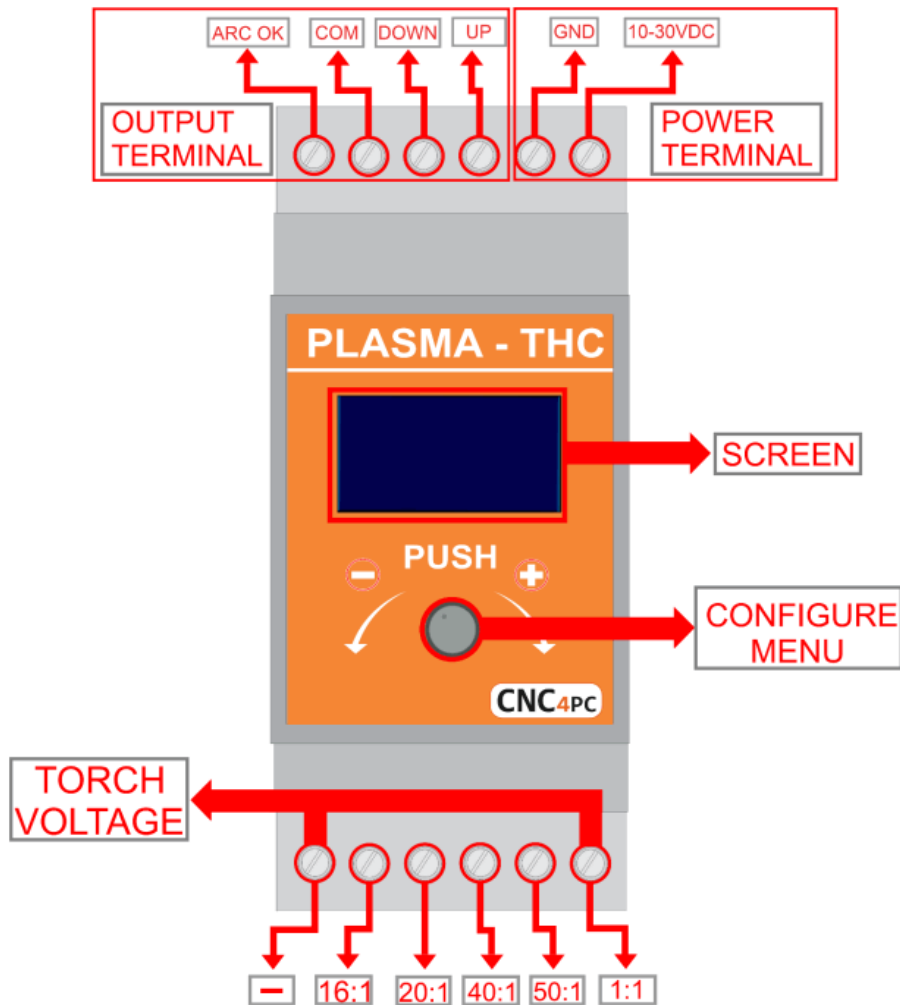 ARC OK
COM
DOWN
UP
GND
10-30VDC
OUTPUT
TERMINAL
POWER
TERMINAL
PLASMA - THC
SCREEN
PUSH
− +
CONFIGURE
MENU
CNC4PC
TORCH
VOLTAGE
−
16:1
20:1
40:1
50:1
1:1